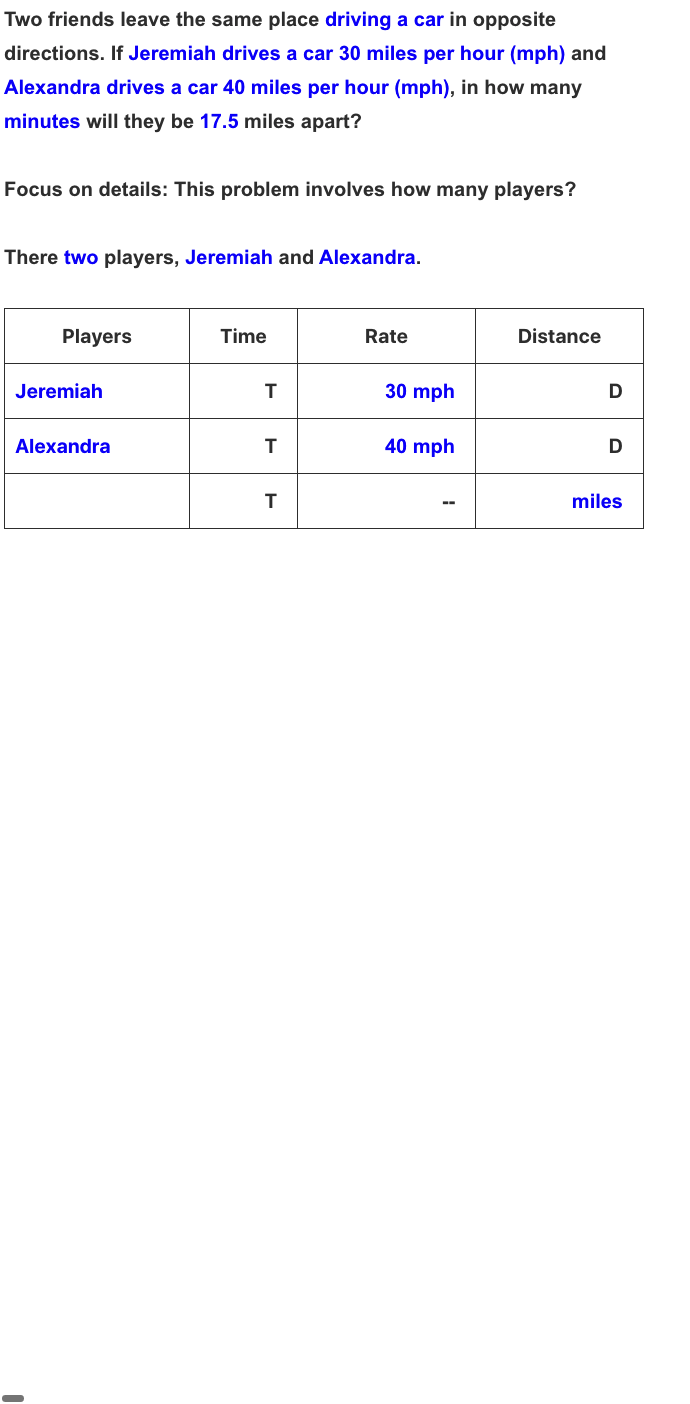 Two friends leave the same place driving a car in opposite
directions. If Jeremiah drives a car 30 miles per hour (mph) and
Alexandra drives a car 40 miles per hour (mph), in how many
minutes will they be 17.5 miles apart?
Focus on details: This problem involves how many players?
There two players, Jeremiah and Alexandra.
Players Time Rate Distance
Jeremiah T 30 mph D
Alexandra T 40 mph D
T -- miles